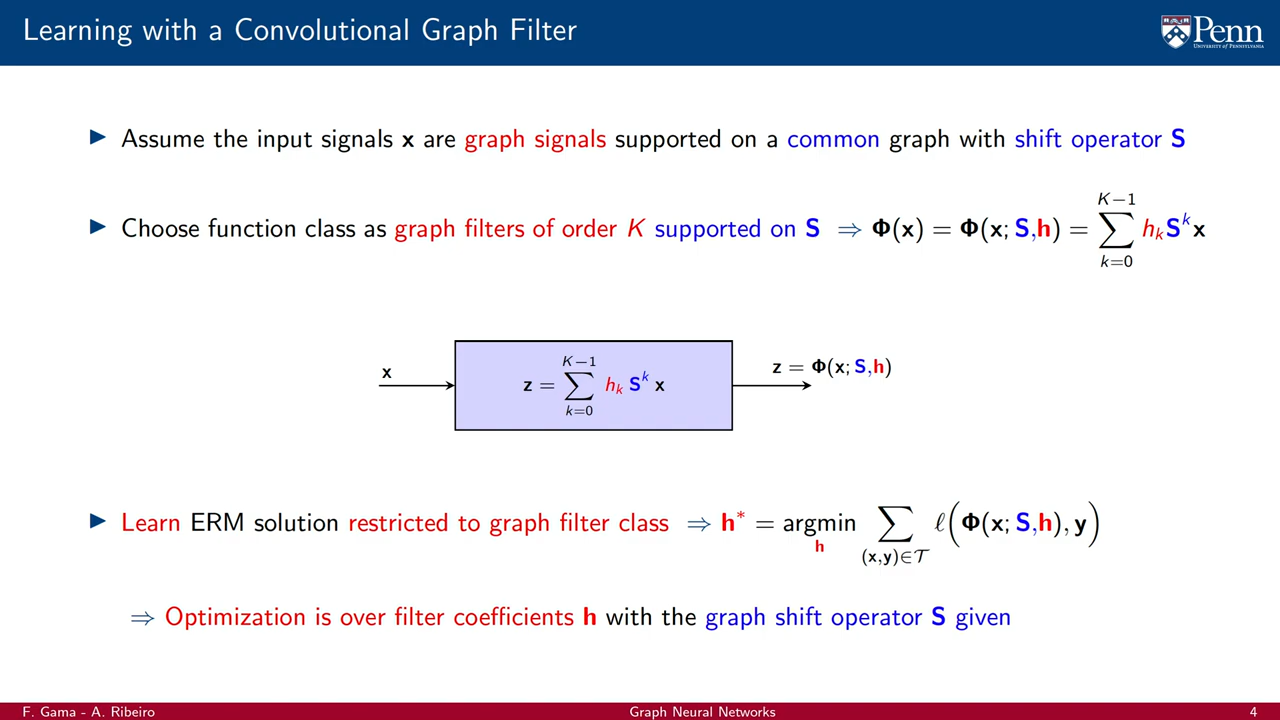 Learning with a Convolutional Graph Filter
Penn
UNIVERSITY of PENNSYLVANIA
▶ Assume the input signals x are graph signals supported on a common graph with shift operator S
▶ Choose function class as graph filters of order K supported on S ⇒ Φ(x) = Φ(x; S,h) = ∑_{k=0}^{K−1} h_k S^k x
x
z = ∑_{k=0}^{K−1} h_k S^k x
z = Φ(x; S,h)
▶ Learn ERM solution restricted to graph filter class ⇒ h* = argmin_h ∑_{(x,y)∈𝒯} ℓ(Φ(x; S,h), y)
⇒ Optimization is over filter coefficients h with the graph shift operator S given
F. Gama - A. Ribeiro
Graph Neural Networks
4